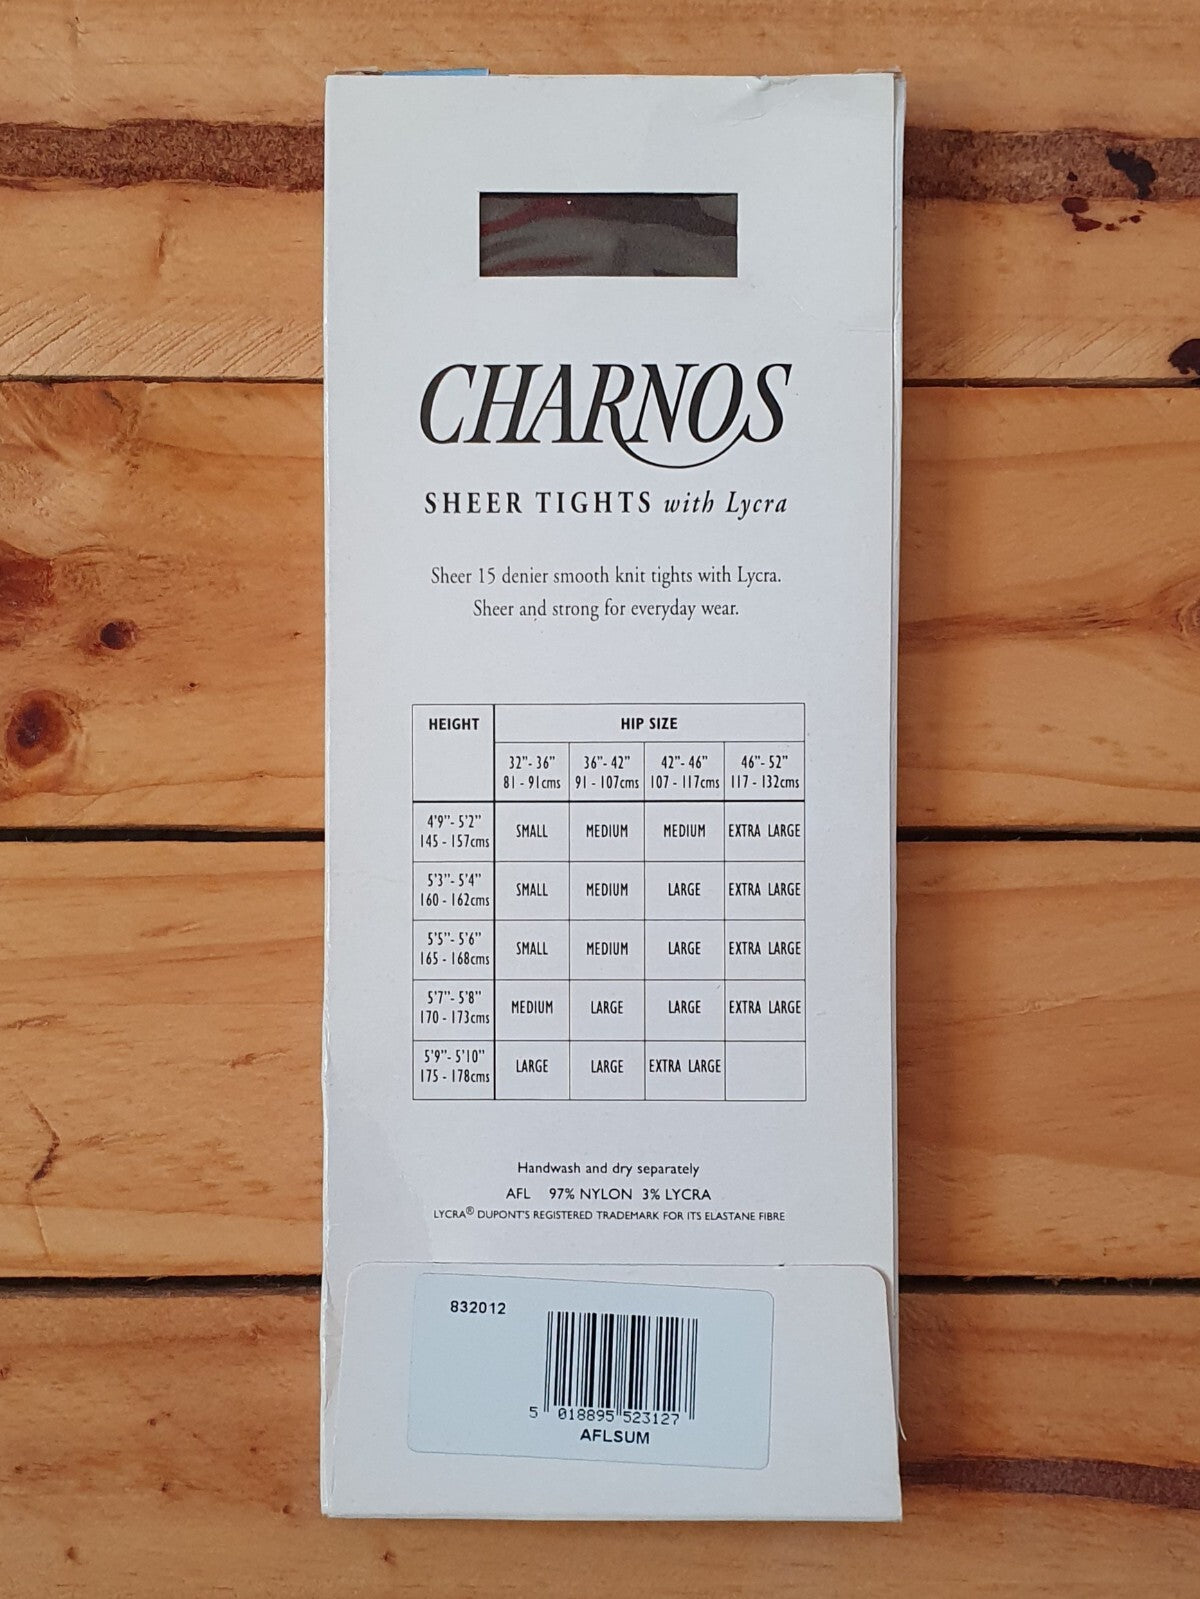 CHARNOS
SHEER TIGHTS with Lycra
Sheer 15 denier smooth knit tights with Lycra.
Sheer and strong for everyday wear.
HEIGHT HIP SIZE
32”- 36” 36”- 42” 42”- 46” 46”- 52”
81 - 91cms 91 - 107cms 107 - 117cms 117 - 132cms
4’9”- 5’2”
145 - 157cms SMALL MEDIUM MEDIUM EXTRA LARGE
5’3”- 5’4”
160 - 162cms SMALL MEDIUM LARGE EXTRA LARGE
5’5”- 5’6”
165 - 168cms SMALL MEDIUM LARGE EXTRA LARGE
5’7”- 5’8”
170 - 173cms MEDIUM LARGE LARGE EXTRA LARGE
5’9”- 5’10”
175 - 178cms LARGE LARGE EXTRA LARGE
Handwash and dry separately
AFL 97% NYLON 3% LYCRA
LYCRA® DUPONT'S REGISTERED TRADEMARK FOR ITS ELASTANE FIBRE
832012
5 018895 523127
AFLSUM